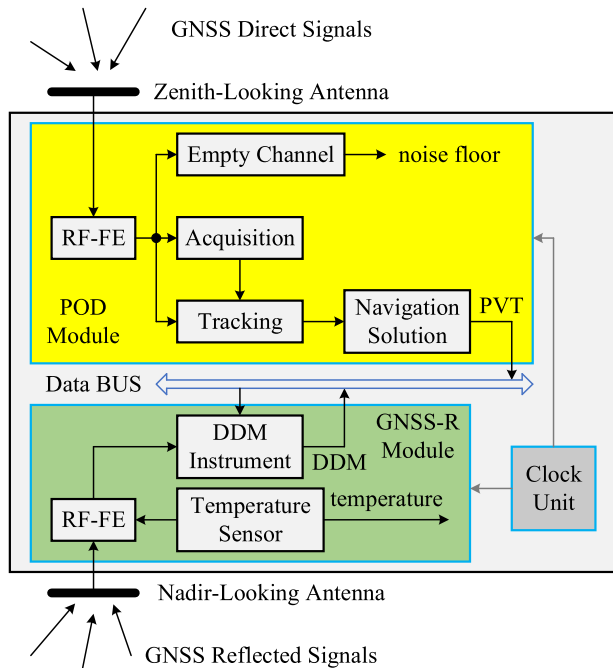 GNSS Direct Signals
Zenith-Looking Antenna
Empty Channel
noise floor
RF-FE
Acquisition
POD
Module
Tracking
Navigation
Solution
PVT
Data BUS
DDM
Instrument
DDM
GNSS-R
Module
Clock
Unit
RF-FE
Temperature
Sensor
temperature
Nadir-Looking Antenna
GNSS Reflected Signals